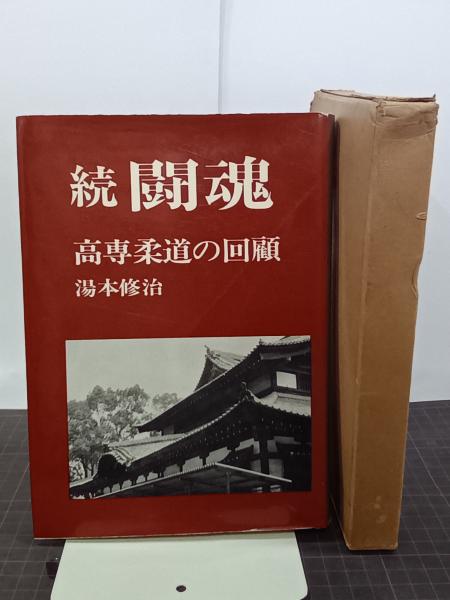 続 闘魂
高専柔道の回顧
湯本修治